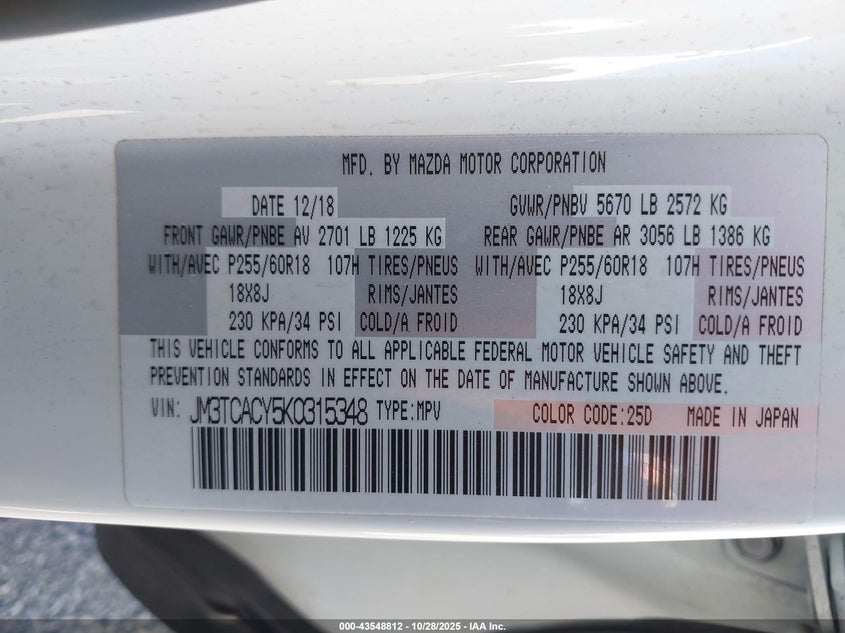 MFD. BY MAZDA MOTOR CORPORATION
DATE 12/18 GVWR/PNBV 5670 LB 2572 KG
FRONT GAWR/PNBE AV 2701 LB 1225 KG REAR GAWR/PNBE AR 3056 LB 1386 KG
WITH/AVEC P255/60R18 107H TIRES/PNEUS WITH/AVEC P255/60R18 107H TIRES/PNEUS
18X8J RIMS/JANTES 18X8J RIMS/JANTES
230 KPA/34 PSI COLD/A FROID 230 KPA/34 PSI COLD/A FROID
THIS VEHICLE CONFORMS TO ALL APPLICABLE FEDERAL MOTOR VEHICLE SAFETY AND THEFT
PREVENTION STANDARDS IN EFFECT ON THE DATE OF MANUFACTURE SHOWN ABOVE.
VIN: JM3TCACY5K0315348 TYPE:MPV COLOR CODE:25D MADE IN JAPAN
000-43548812 - 10/28/2025 - IAA Inc.